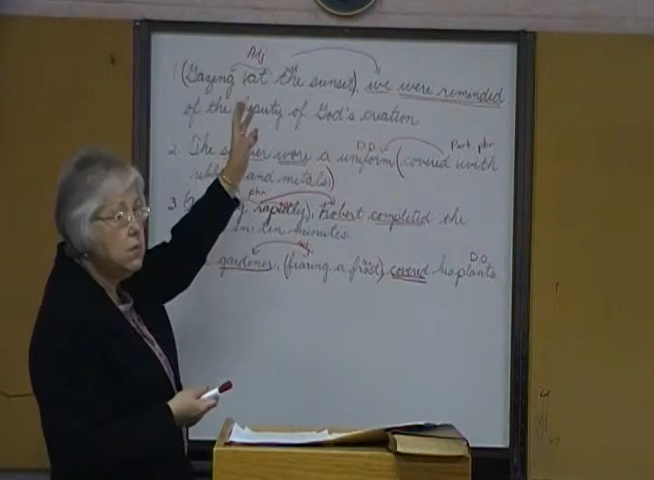 Adj
1. (Gazing at the sunset), we were reminded
of the beauty of God's creation
D.O. Part. phr
2. The wore a uniform (covered with
and metals)
phr
3. rapidly), Robert completed the
in ten minutes
D.O.
gardener, (fearing a frost) covered his plants.